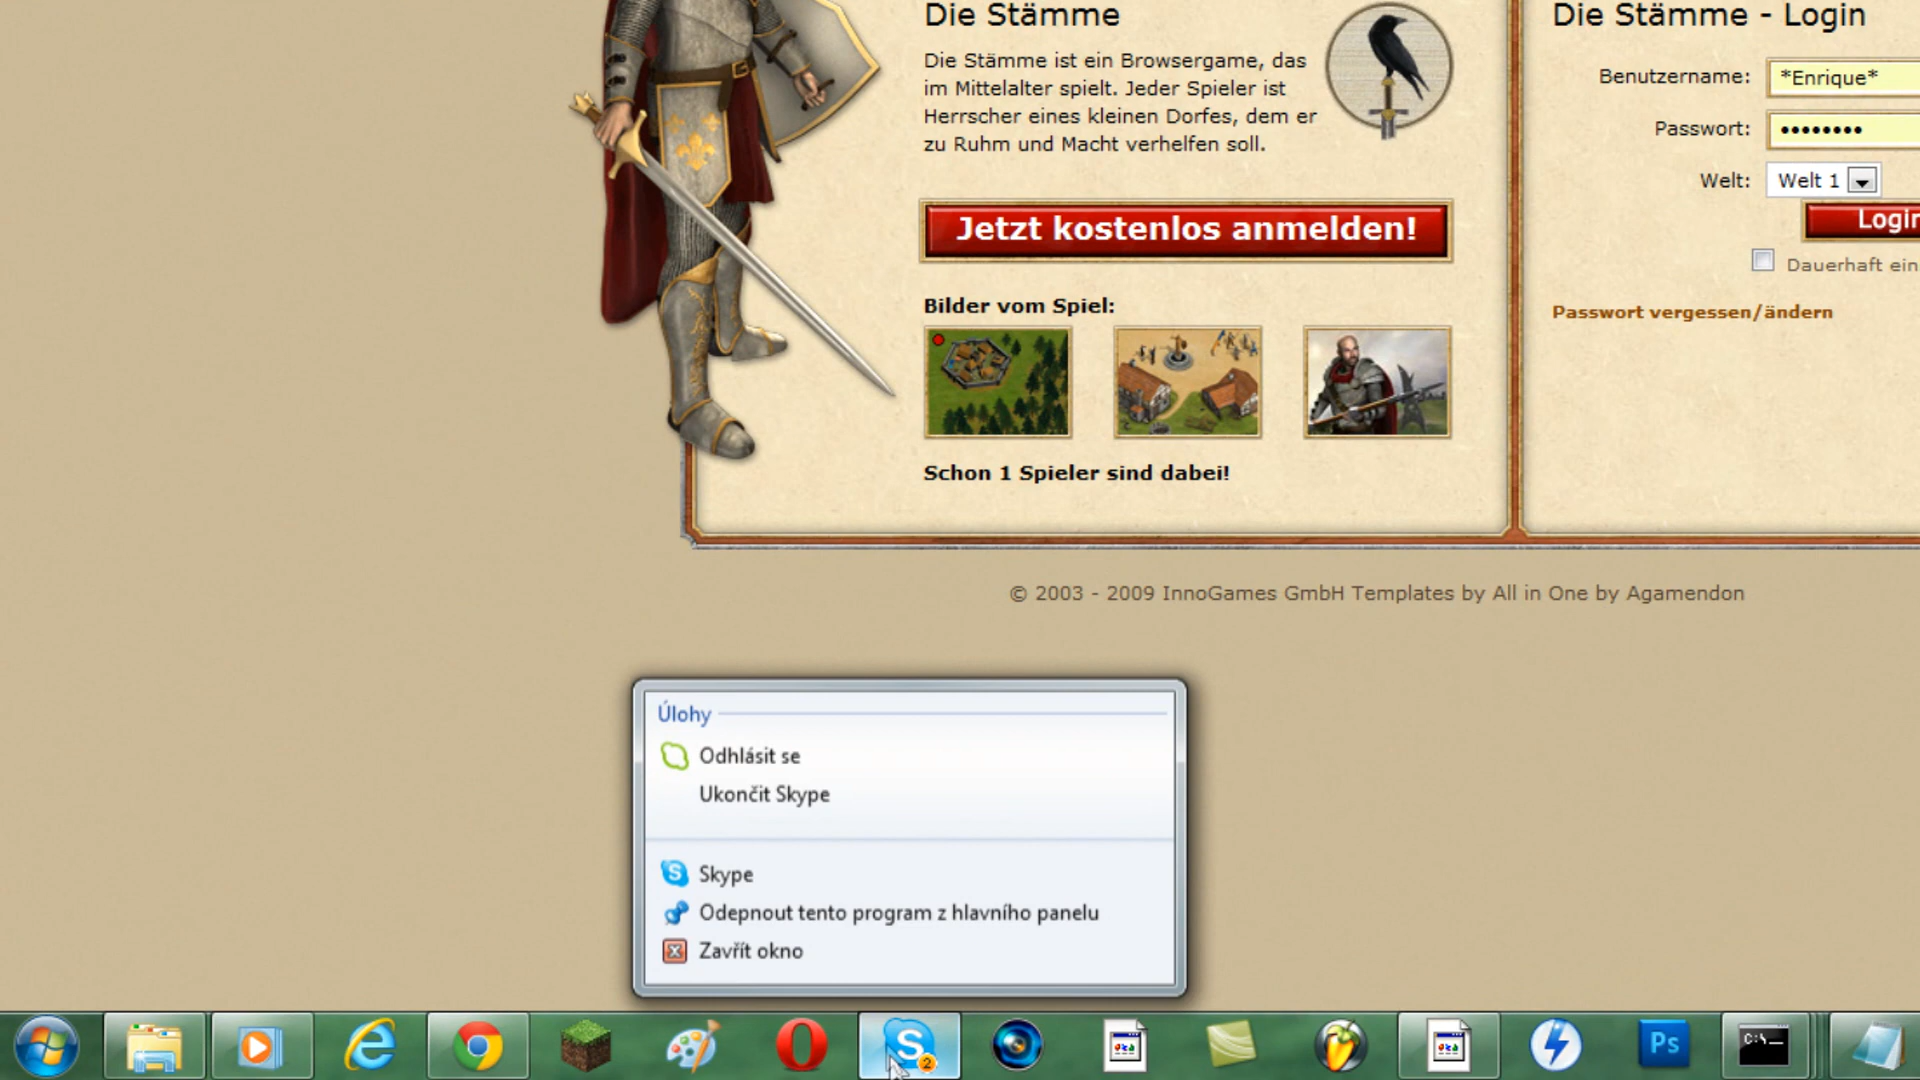 Die Stämme
Die Stämme ist ein Browsergame, das
im Mittelalter spielt. Jeder Spieler ist
Herrscher eines kleinen Dorfes, dem er
zu Ruhm und Macht verhelfen soll.
Jetzt kostenlos anmelden!
Bilder vom Spiel:
Schon 1 Spieler sind dabei!
Die Stämme - Login
Benutzername: *Enrique*
Passwort: ••••••••
Welt: Welt 1
Login
Dauerhaft ein
Passwort vergessen/ändern
© 2003 - 2009 InnoGames GmbH Templates by All in One by Agamendon
Úlohy
Odhlásit se
Ukončit Skype
Skype
Odepnout tento program z hlavního panelu
Zavřít okno
S
2
Ps
C:\